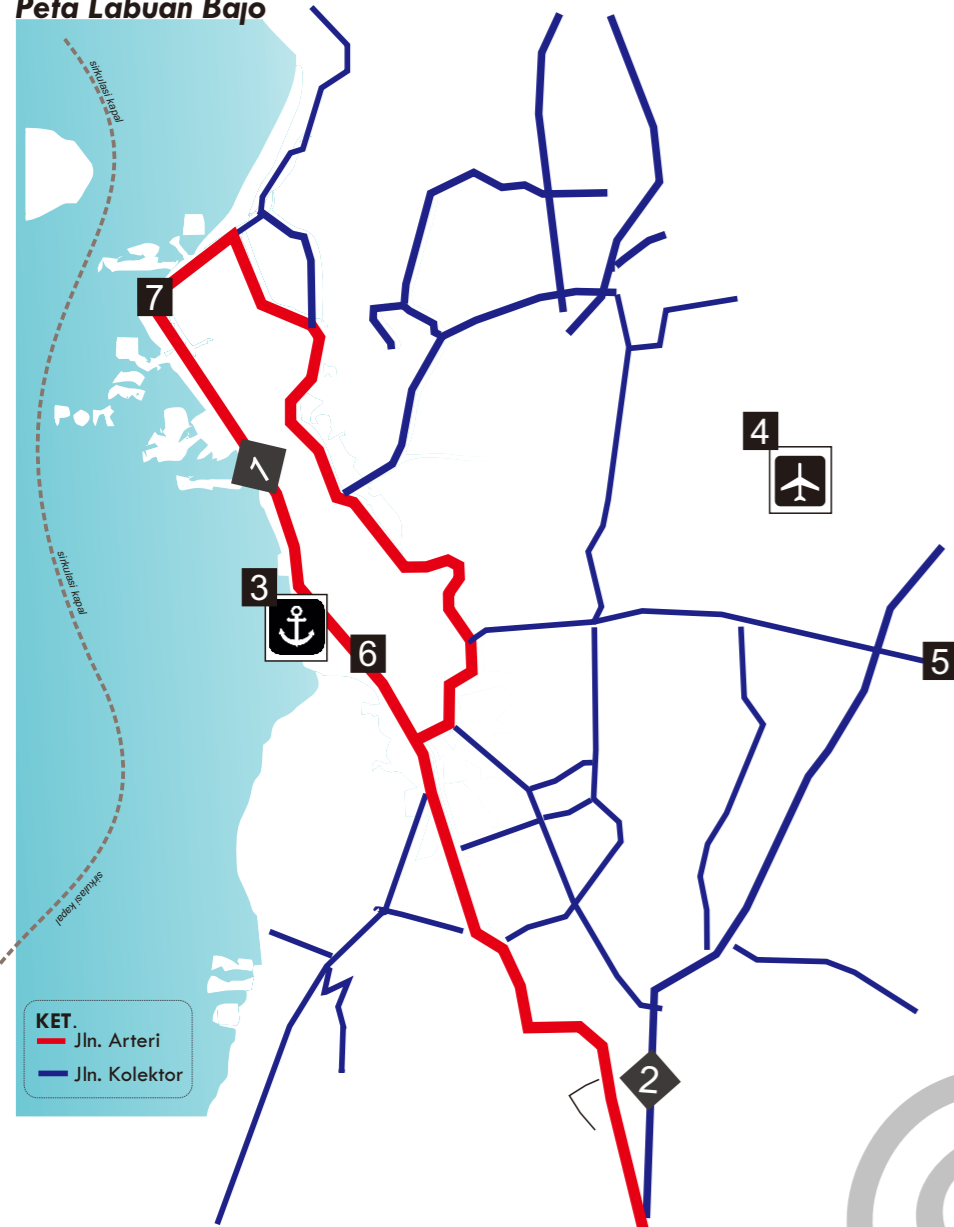 Peta Labuan Bajo
sirkulasi kapal
7
4
1
Port
sirkulasi kapal
3
6
5
sirkulasi kapal
KET.
Jln. Arteri
Jln. Kolektor
2